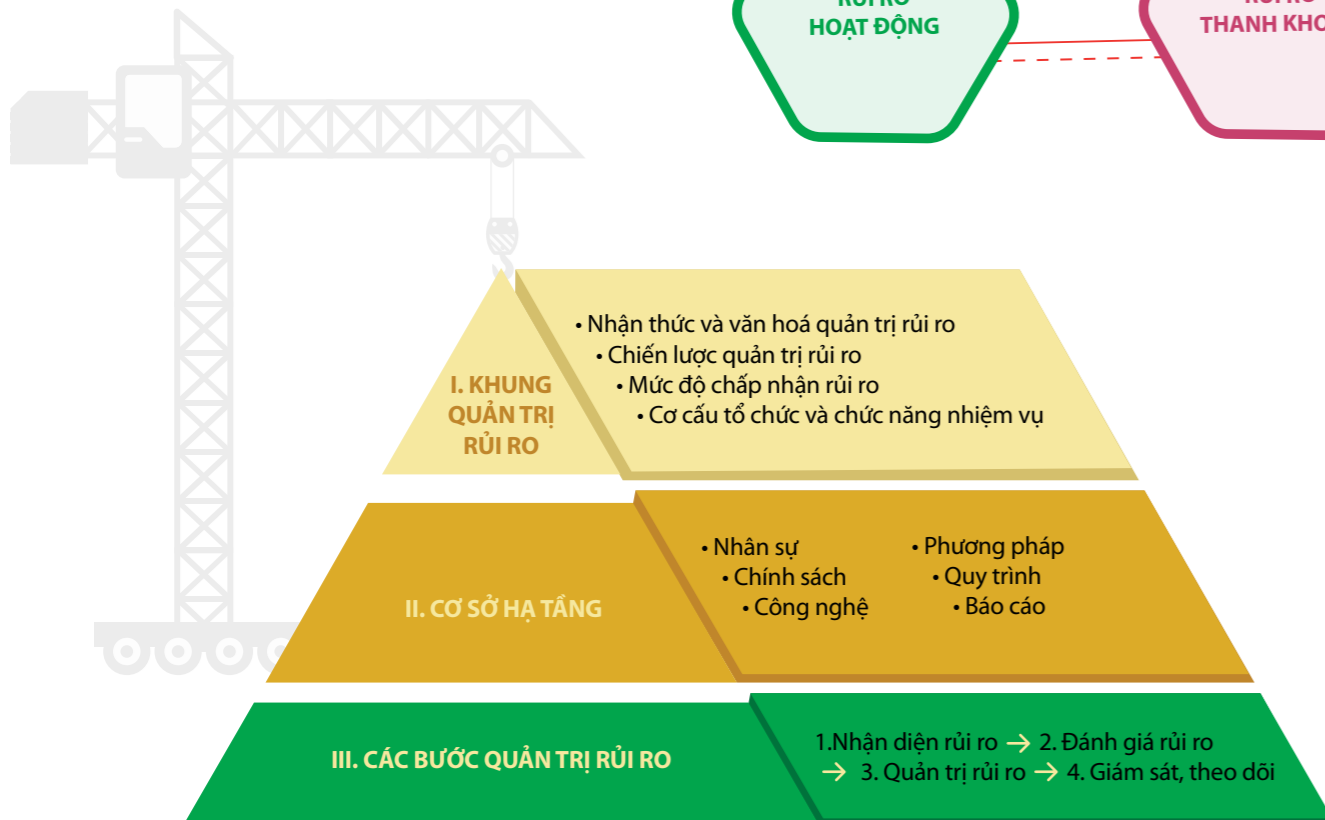 HOẠT ĐỘNG
I. KHUNG
QUẢN TRỊ
RỦI RO
• Nhận thức và văn hoá quản trị rủi ro
• Chiến lược quản trị rủi ro
• Mức độ chấp nhận rủi ro
• Cơ cấu tổ chức và chức năng nhiệm vụ
II. CƠ SỞ HẠ TẦNG
• Nhân sự
• Chính sách
• Công nghệ
• Phương pháp
• Quy trình
• Báo cáo
III. CÁC BƯỚC QUẢN TRỊ RỦI RO
1.Nhận diện rủi ro → 2. Đánh giá rủi ro
→ 3. Quản trị rủi ro → 4. Giám sát, theo dõi
THANH